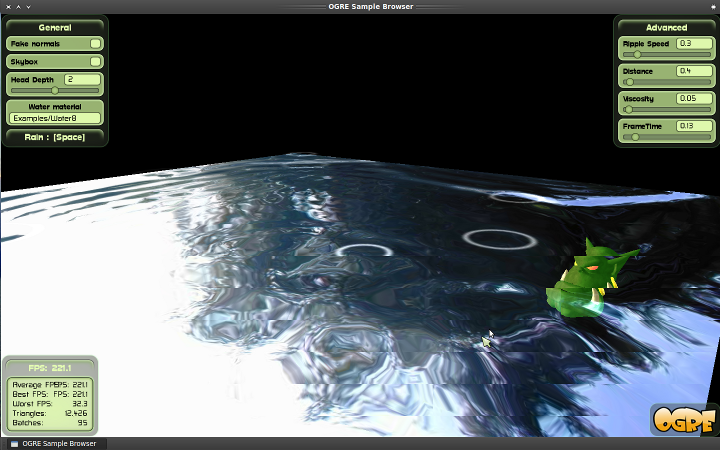 OGRE Sample Browser
General
Fake normals
Skybox
Head Depth 2
Water material
Examples/Water8
Rain : [Space]
Advanced
Ripple Speed 0.3
Distance 0.4
Viscosity 0.05
FrameTime 0.13
FPS: 221.1
Average FPS: 221.1
Best FPS: 221.1
Worst FPS: 32.3
Triangles: 12,426
Batches: 95
OGRE
OGRE Sample Browser